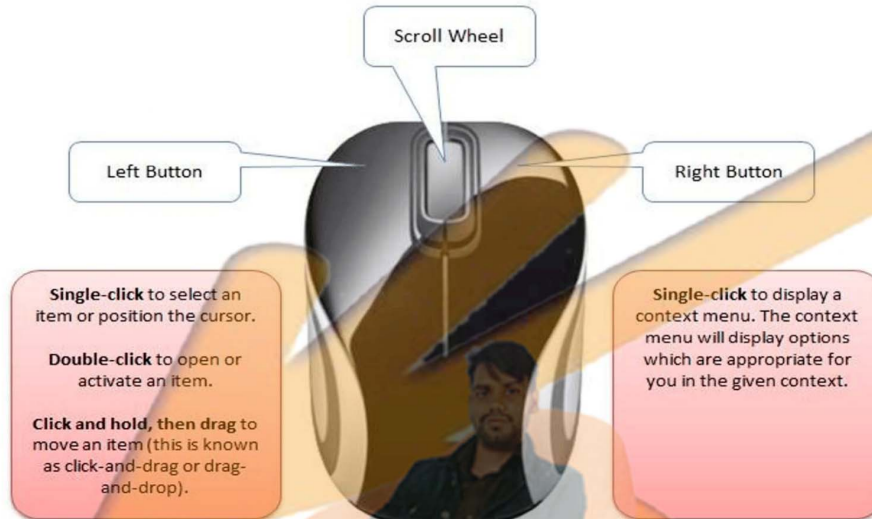 Scroll Wheel
Left Button
Right Button
Single-click to select an
item or position the cursor.
Double-click to open or
activate an item.
Click and hold, then drag to
move an item (this is known
as click-and-drag or drag-
and-drop).
Single-click to display a
context menu. The context
menu will display options
which are appropriate for
you in the given context.